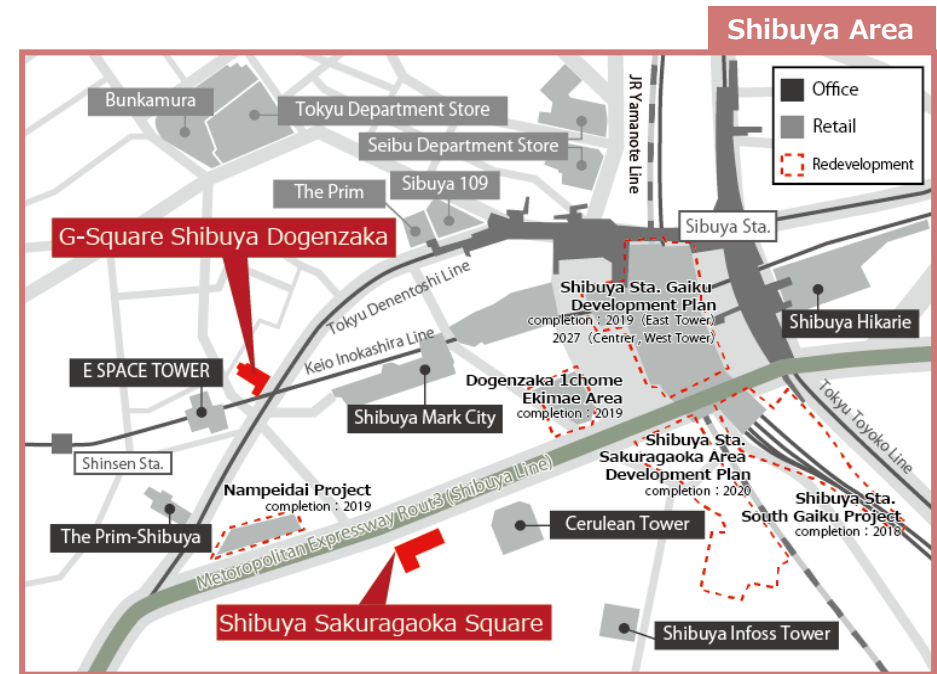 Shibuya Area
Office
Retail
Redevelopment
Bunkamura
Tokyu Department Store
Seibu Department Store
JR Yamanote Line
The Prim
Sibuya 109
Sibuya Sta.
G-Square Shibuya Dogenzaka
Tokyu Denentoshi Line
Keio Inokashira Line
Shibuya Sta. Gaiku
Development Plan
completion：2019（East Tower）
2027（Centrer , West Tower）
Shibuya Hikarie
E SPACE TOWER
Shibuya Mark City
Dogenzaka 1chome
Ekimae Area
completion：2019
Tokyu Toyoko Line
Shinsen Sta.
Shibuya Sta.
Sakuragaoka Area
Development Plan
completion：2020
Nampeidai Project
completion：2019
Metoropolitan Expressway Rout3 (Shibuya Line)
Shibuya Sta.
South Gaiku Project
completion：2018
The Prim-Shibuya
Cerulean Tower
Shibuya Sakuragaoka Square
Shibuya Infoss Tower